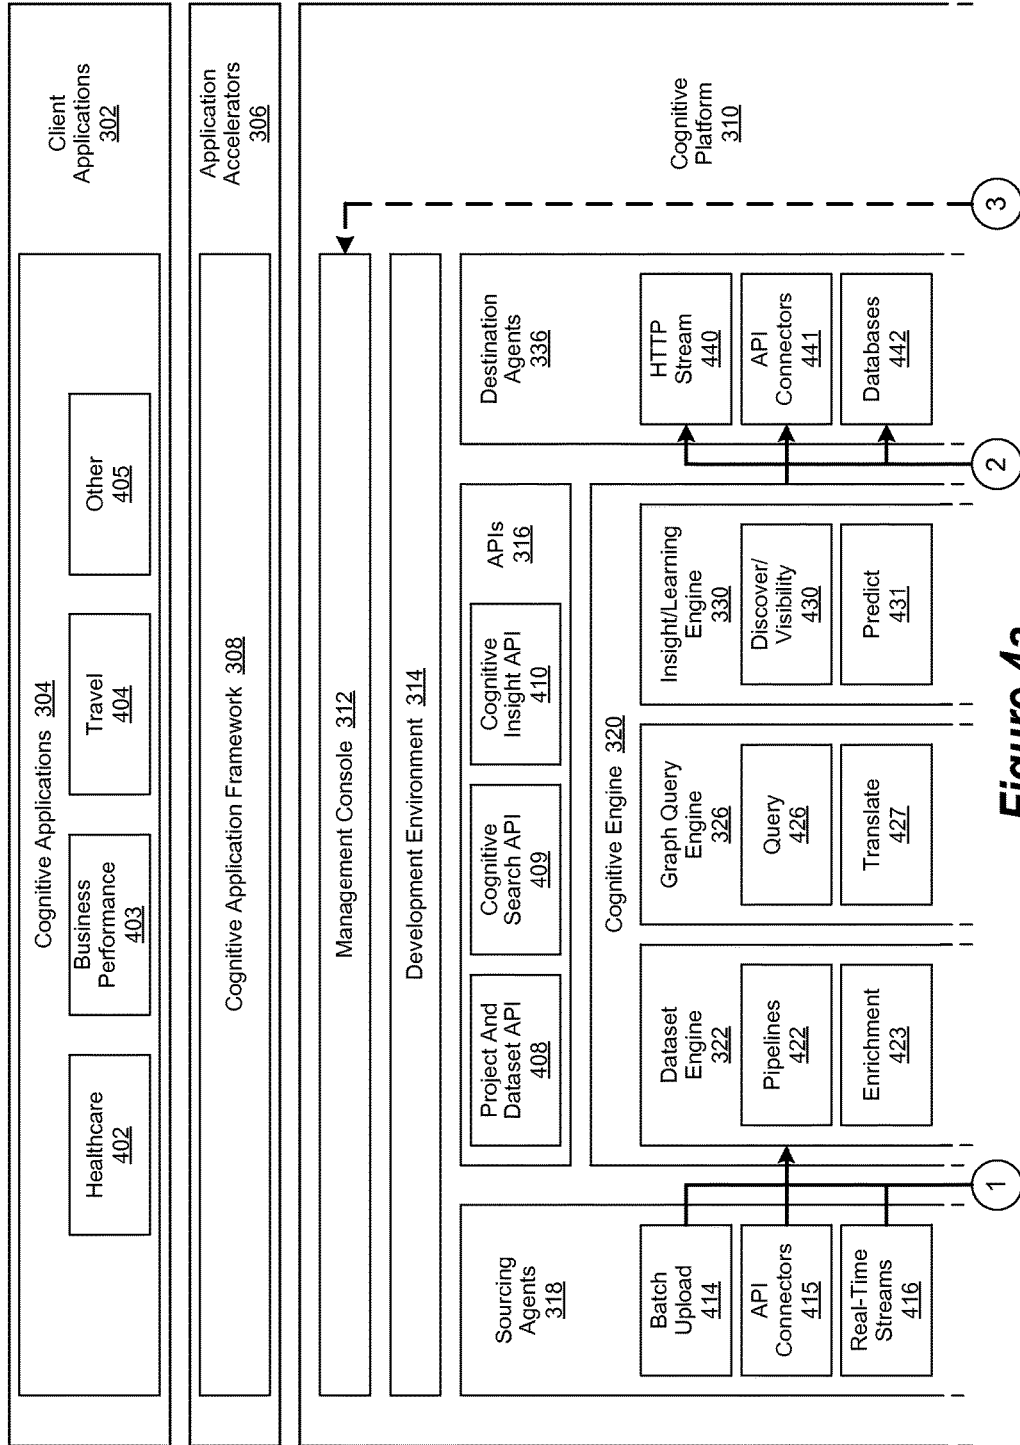 Client
Applications
302
Cognitive Applications 304
Healthcare
402
Business
Performance
403
Travel
404
Other
405
Application
Accelerators
306
Cognitive Application Framework 308
Cognitive
Platform
310
Management Console 312
Development Environment 314
Sourcing
Agents
318
Batch
Upload
414
API
Connectors
415
Real-Time
Streams
416
APIs
316
Project And
Dataset API
408
Cognitive
Search API
409
Cognitive
Insight API
410
Cognitive Engine 320
Dataset
Engine
322
Pipelines
422
Enrichment
423
Graph Query
Engine
326
Query
426
Translate
427
Insight/Learning
Engine
330
Discover/
Visibility
430
Predict
431
Destination
Agents
336
HTTP
Stream
440
API
Connectors
441
Databases
442
1
2
3
Figure 4a